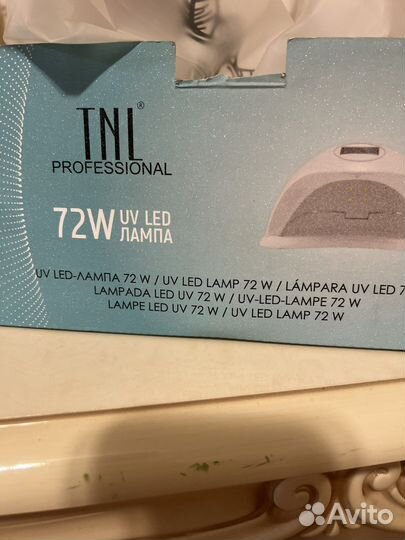 TNL®
PROFESSIONAL
72W UV LED
ЛАМПА
UV LED-ЛАМПА 72 W / UV LED LAMP 72 W / LÁMPARA UV LED 7
LAMPADA LED UV 72 W / UV-LED-LAMPE 72 W
LAMPE LED UV 72 W / UV LED LAMP 72 W
Avito